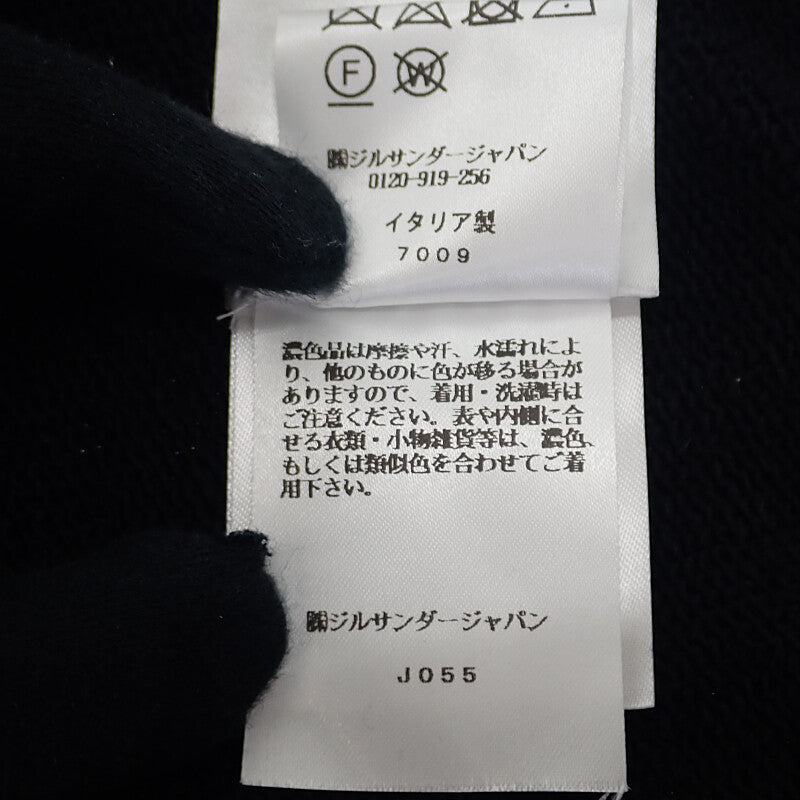 F W
㈱ジルサンダージャパン
0120-919-256
イタリア製
7009
濃色品は摩擦や汗、水濡れによ
り、他のものに色が移る場合が
ありますので、着用・洗濯時は
ご注意ください。表や内側に合
せる衣類・小物雑貨等は、濃色、
もしくは類似色を合わせてご着
用下さい。
㈱ジルサンダージャパン
J055